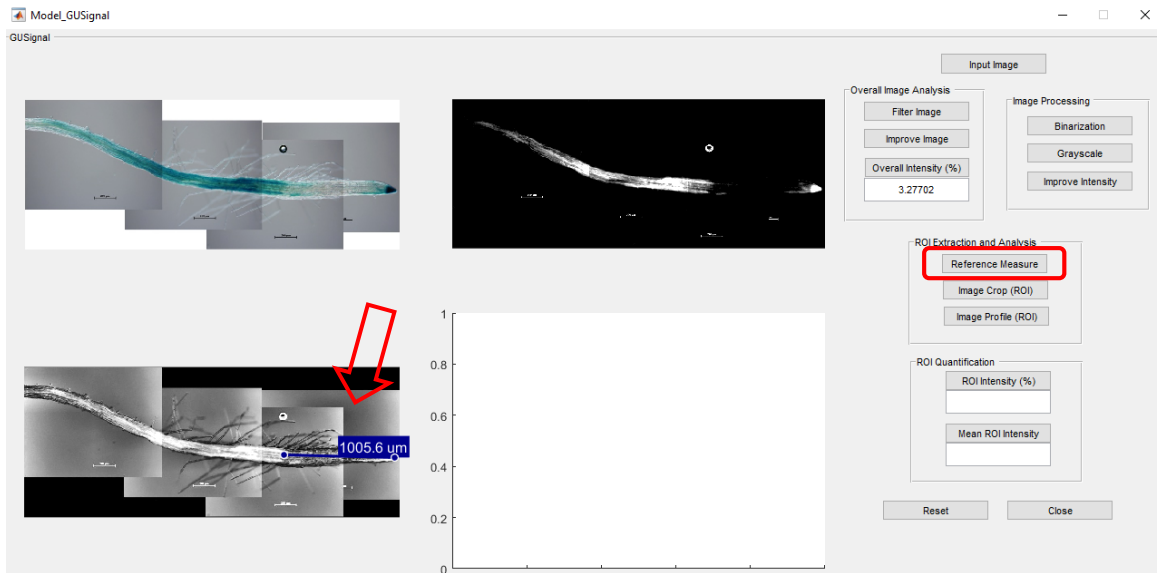 Model_GUSignal
GUSignal
Input Image
Overall Image Analysis
Filter Image
Improve Image
Overall Intensity (%)
3.27702
Image Processing
Binarization
Grayscale
Improve Intensity
ROI Extraction and Analysis
Reference Measure
Image Crop (ROI)
Image Profile (ROI)
ROI Quantification
ROI Intensity (%)
Mean ROI Intensity
Reset
Close
1005.6 um
1
0.8
0.6
0.4
0.2
0